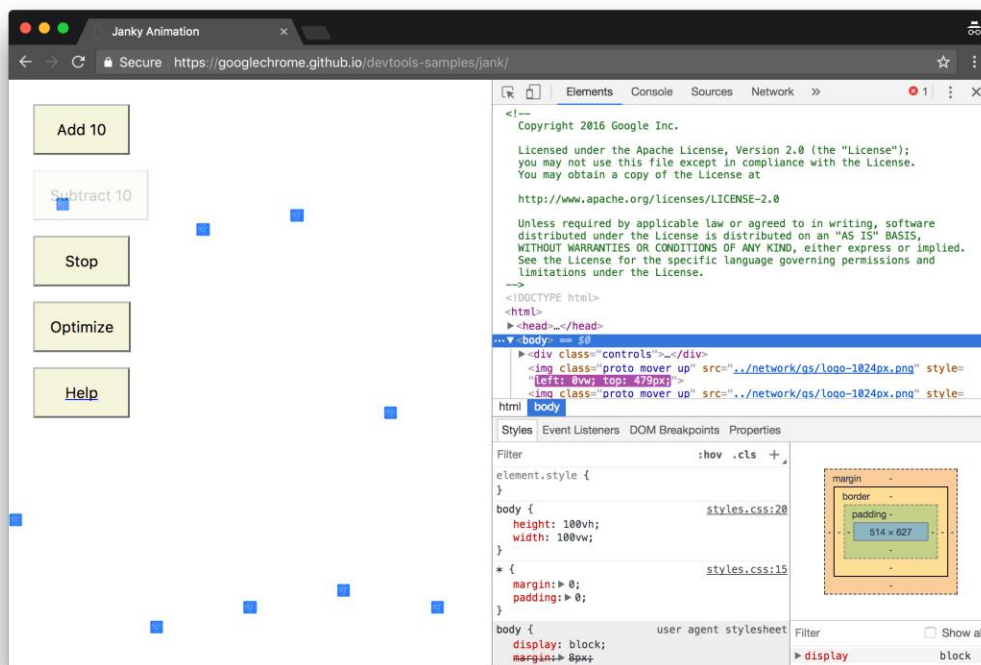 Janky Animation ×
Secure https://googlechrome.github.io/devtools-samples/jank/
Add 10
Subtract 10
Stop
Optimize
Help
Elements Console Sources Network » 1
<!--
Copyright 2016 Google Inc.
Licensed under the Apache License, Version 2.0 (the "License");
you may not use this file except in compliance with the License.
You may obtain a copy of the License at
http://www.apache.org/licenses/LICENSE-2.0
Unless required by applicable law or agreed to in writing, software
distributed under the License is distributed on an "AS IS" BASIS,
WITHOUT WARRANTIES OR CONDITIONS OF ANY KIND, either express or implied.
See the License for the specific language governing permissions and
limitations under the License.
-->
<!DOCTYPE html>
<html>
▶<head>…</head>
…▼<body> == $0
▶<div class="controls">…</div>
<img class="proto mover up" src="../network/gs/logo-1024px.png" style=
"left: 0vw; top: 479px;">
<img class="proto mover up" src="../network/gs/logo-1024px.png" style=
html body
Styles Event Listeners DOM Breakpoints Properties
Filter :hov .cls +
element.style {
}
body { styles.css:20
height: 100vh;
width: 100vw;
}
* { styles.css:15
margin:▶ 0;
padding:▶ 0;
}
body { user agent stylesheet
display: block;
margin:▶ 8px;
margin -
border -
padding -
- - - 514 × 627 - - -
-
-
-
Filter Show al
▶ display block